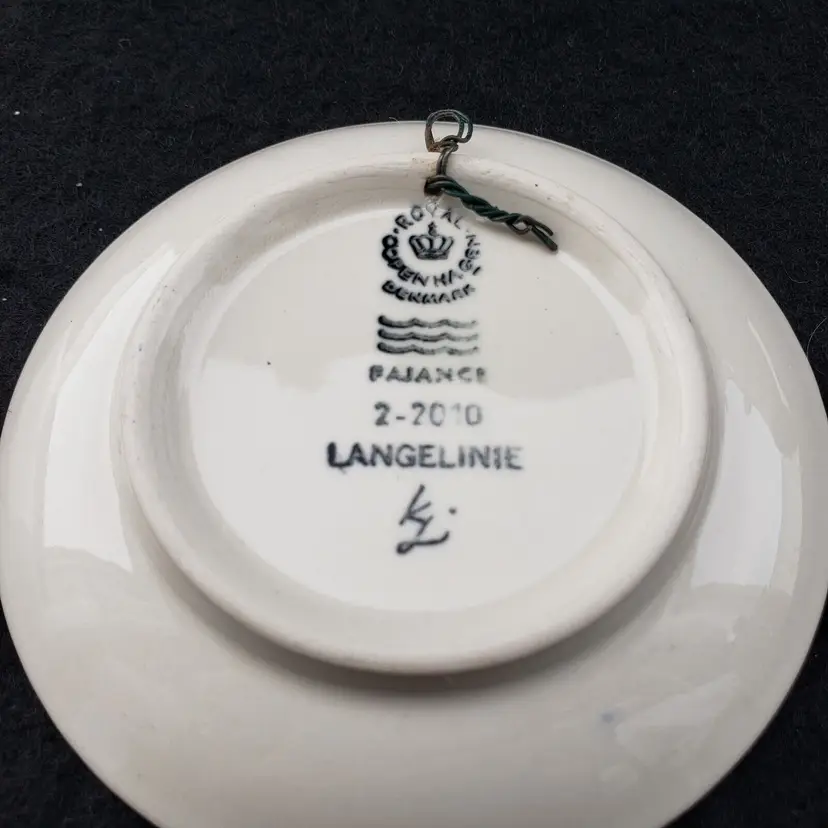 ROYAL COPENHAGEN
DENMARK
FAJANCE
2-2010
LANGELINIE